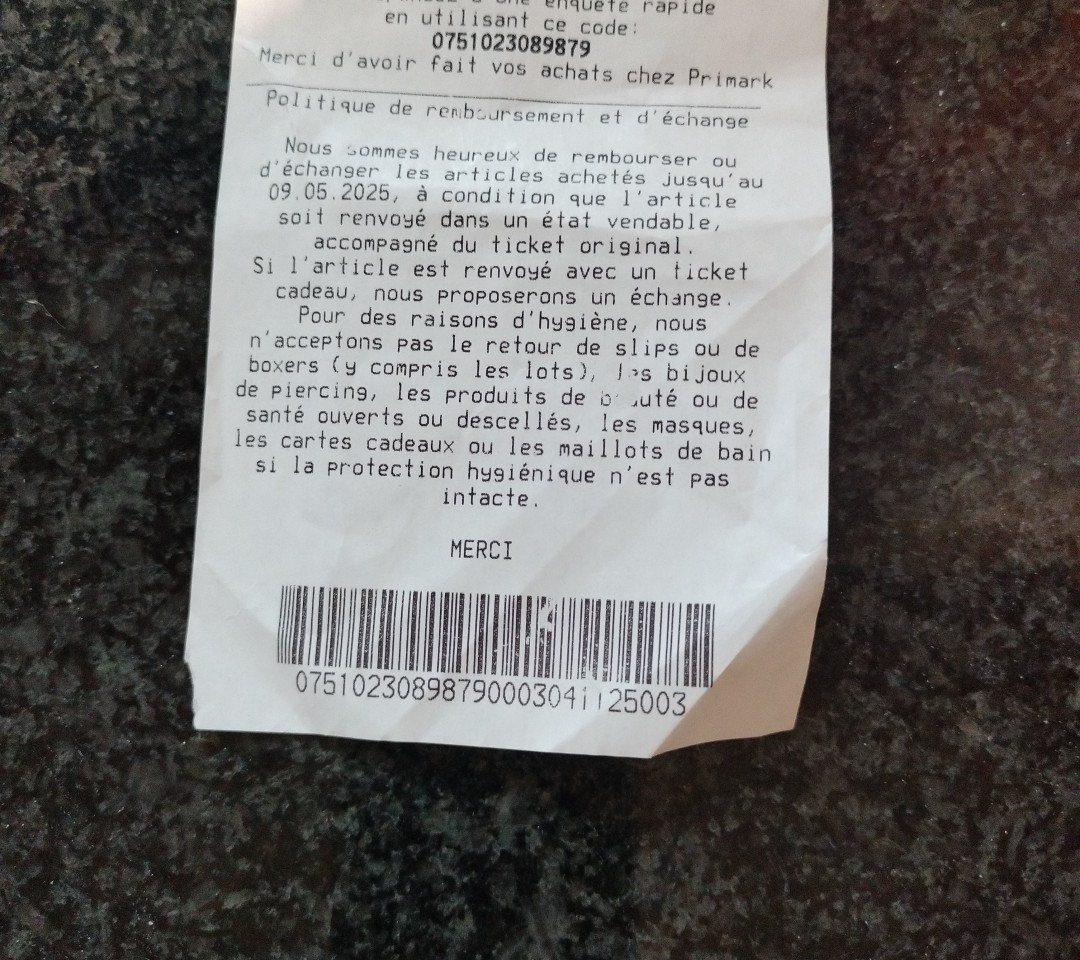 une enquête rapide
en utilisant ce code:
0751023089879
Merci d'avoir fait vos achats chez Primark
Politique de remboursement et d'échange
Nous sommes heureux de rembourser ou
d'échanger les articles achetés jusqu'au
09.05.2025, à condition que l'article
soit renvoyé dans un état vendable,
accompagné du ticket original.
Si l'article est renvoyé avec un ticket
cadeau, nous proposerons un échange.
Pour des raisons d'hygiène, nous
n'acceptons pas le retour de slips ou de
boxers (y compris les lots), les bijoux
de piercing, les produits de beauté ou de
santé ouverts ou descellés, les masques,
les cartes cadeaux ou les maillots de bain
si la protection hygiénique n'est pas
intacte.
MERCI